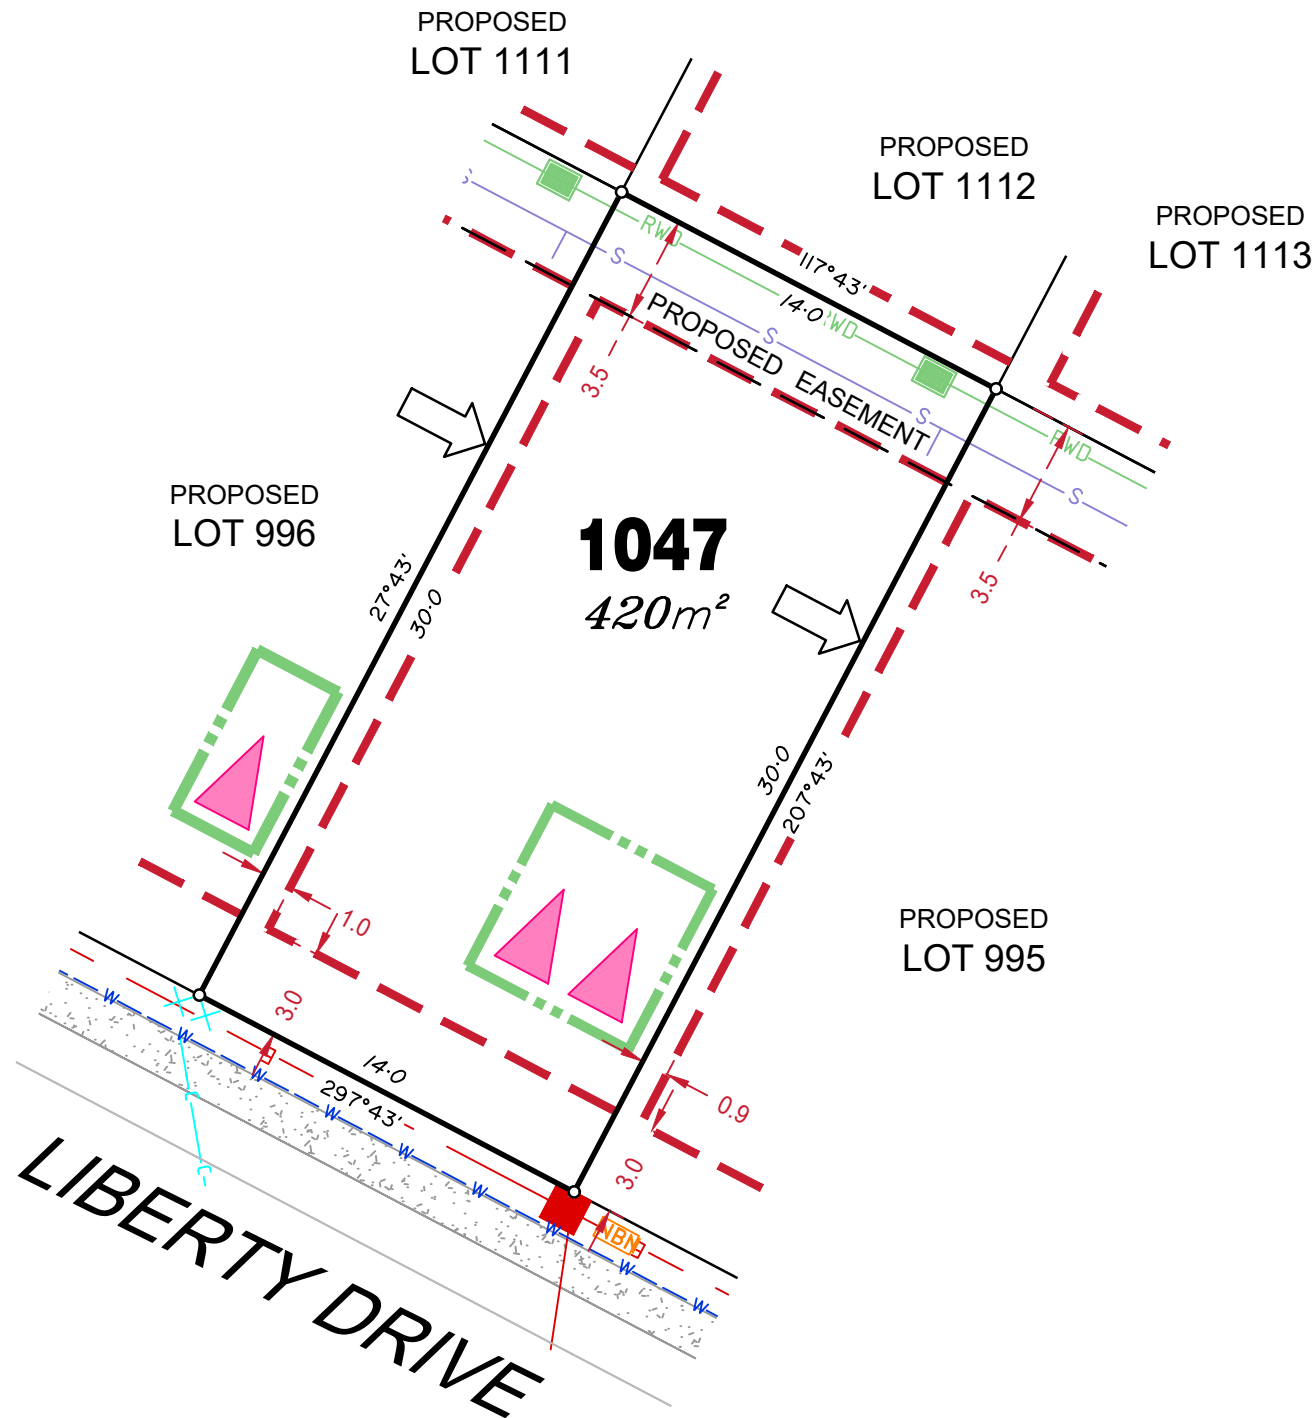 PROPOSED
LOT 1111
PROPOSED
LOT 1112
PROPOSED
LOT 1113
S
RWD
S
117°43'
14·0
WD
S
PROPOSED EASEMENT
S
RWD
S
3.5
3.5
PROPOSED
LOT 996
1047
420m²
27°43'
30·0
30·0
207°43'
1.0
PROPOSED
LOT 995
3.0
14·0
297°43'
0.9
3.0
W
W
W
W
W
W
W
W
W
NBN
LIBERTY DRIVE